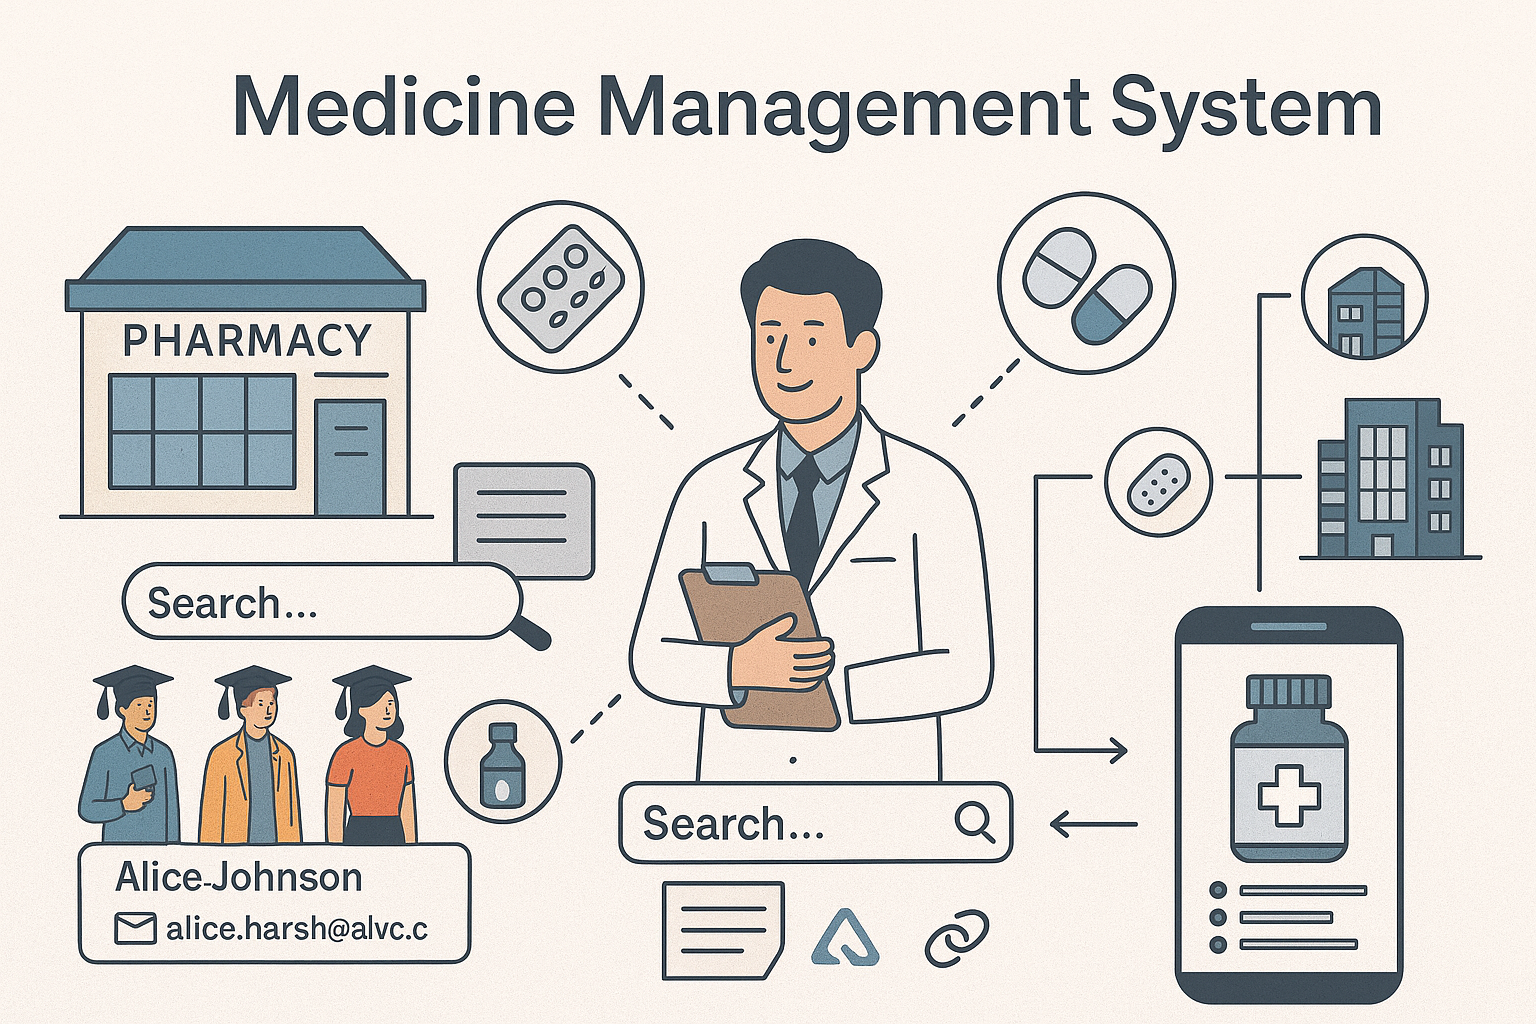 Medicine Management System
PHARMACY
Search...
Alice-Johnson
alice.harsh@alvc.c
Search...